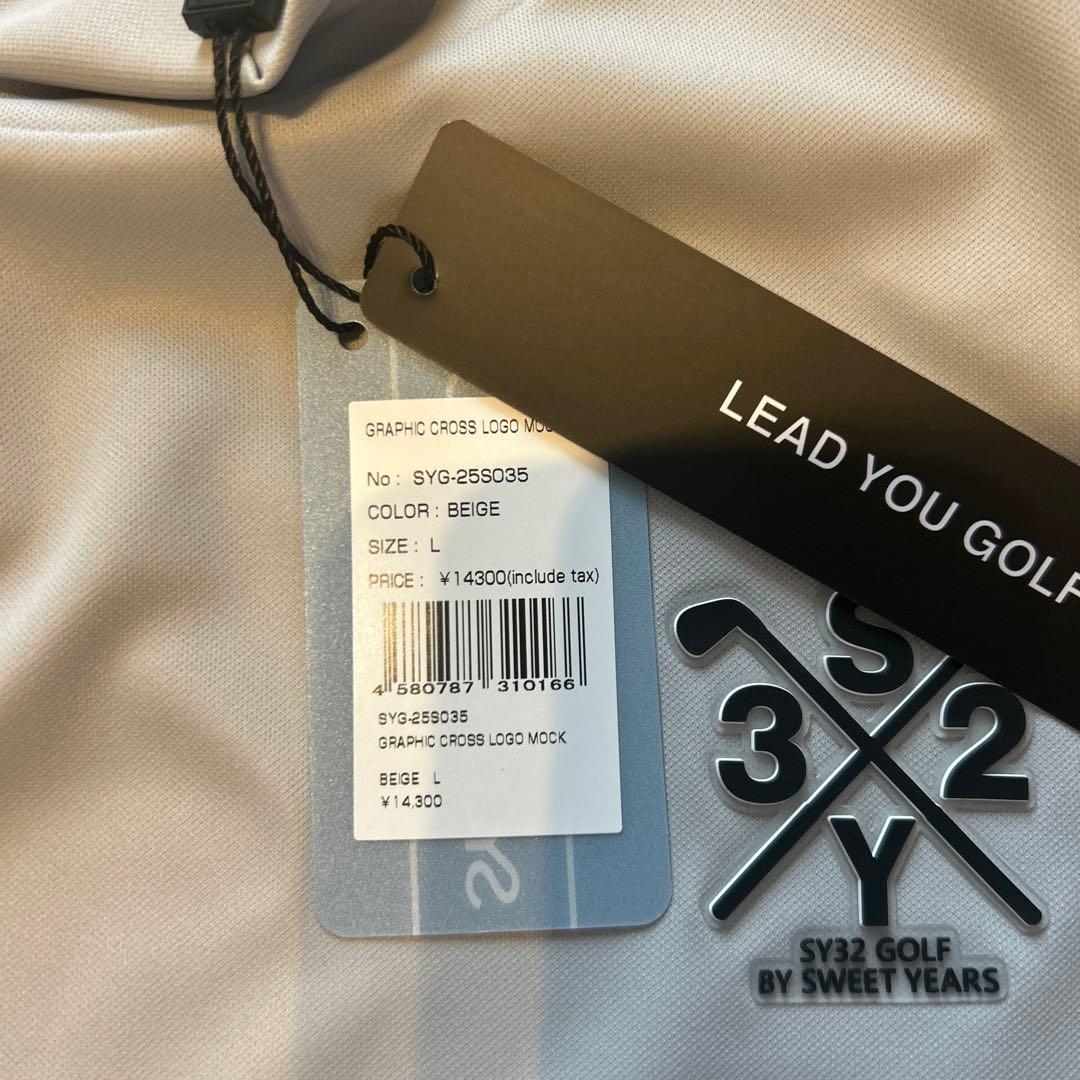 GRAPHIC CROSS LOGO
No : SYG-25S035
COLOR : BEIGE
SIZE : L
PRICE : ¥14300(include tax)
4 580787 310166
SYG-25S035
GRAPHIC CROSS LOGO MOCK
BEIGE L
¥14,300
LEAD YOU GOLF
S
3 2
Y
SY32 GOLF
BY SWEET YEARS